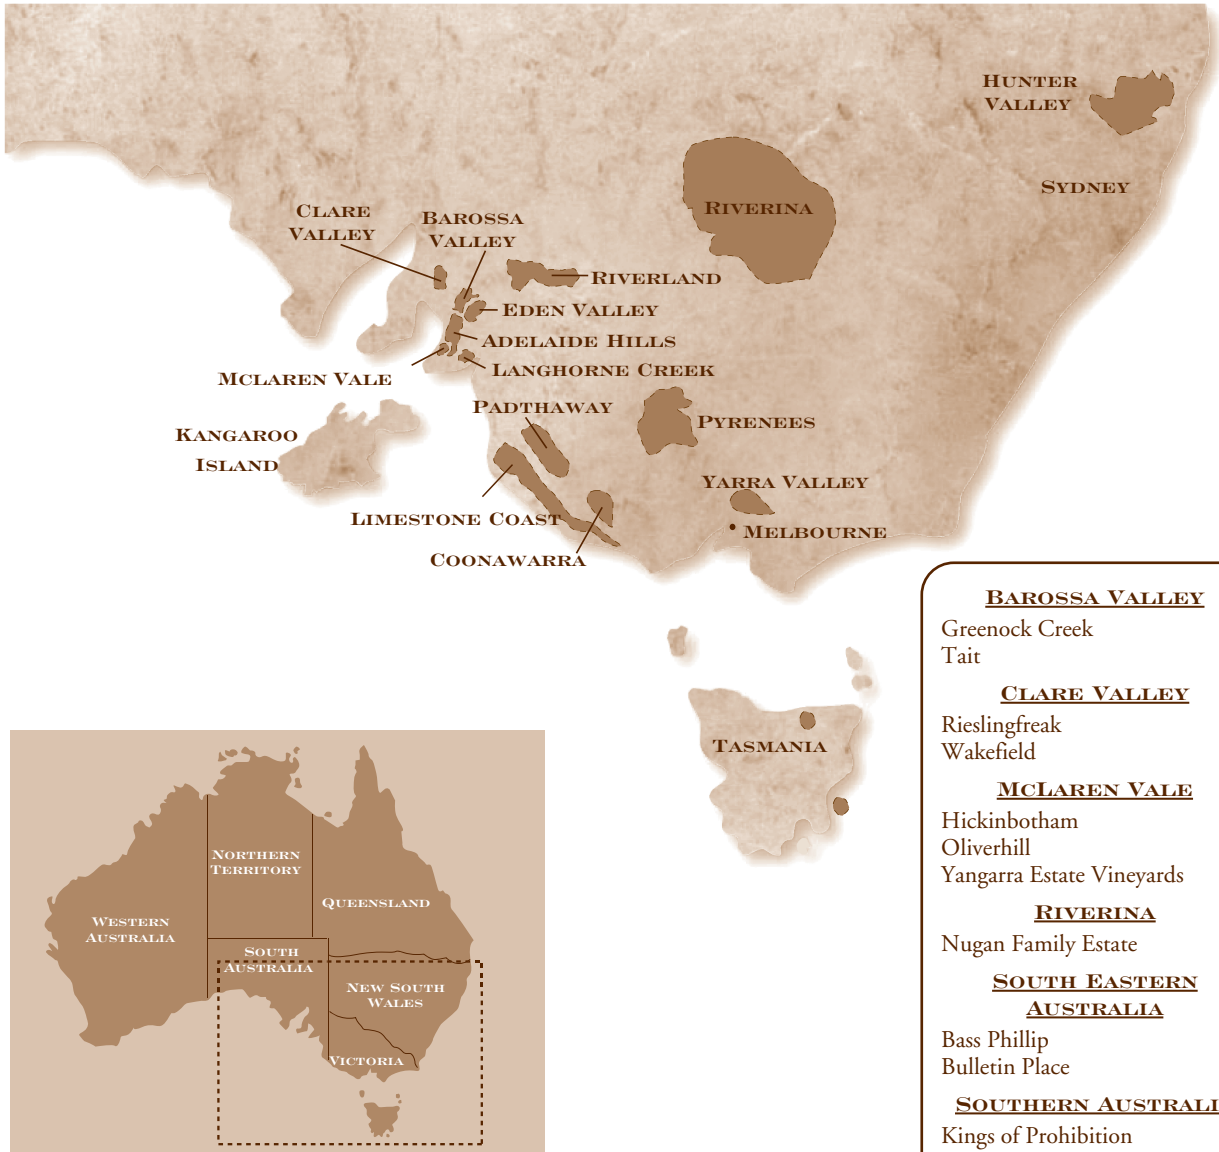 Hunter
Valley
Sydney
Riverina
Clare
Valley
Barossa
Valley
Riverland
Eden Valley
Adelaide Hills
Langhorne Creek
McLaren Vale
Padthaway
Kangaroo
Island
Pyrenees
Yarra Valley
Limestone Coast
Melbourne
Coonawarra
Tasmania
Northern
Territory
Queensland
Western
Australia
South
Australia
New South
Wales
Victoria
Barossa Valley
Greenock Creek
Tait
Clare Valley
Rieslingfreak
Wakefield
McLaren Vale
Hickinbotham
Oliverhill
Yangarra Estate Vineyards
Riverina
Nugan Family Estate
South Eastern
Australia
Bass Phillip
Bulletin Place
Southern Australi
Kings of Prohibition